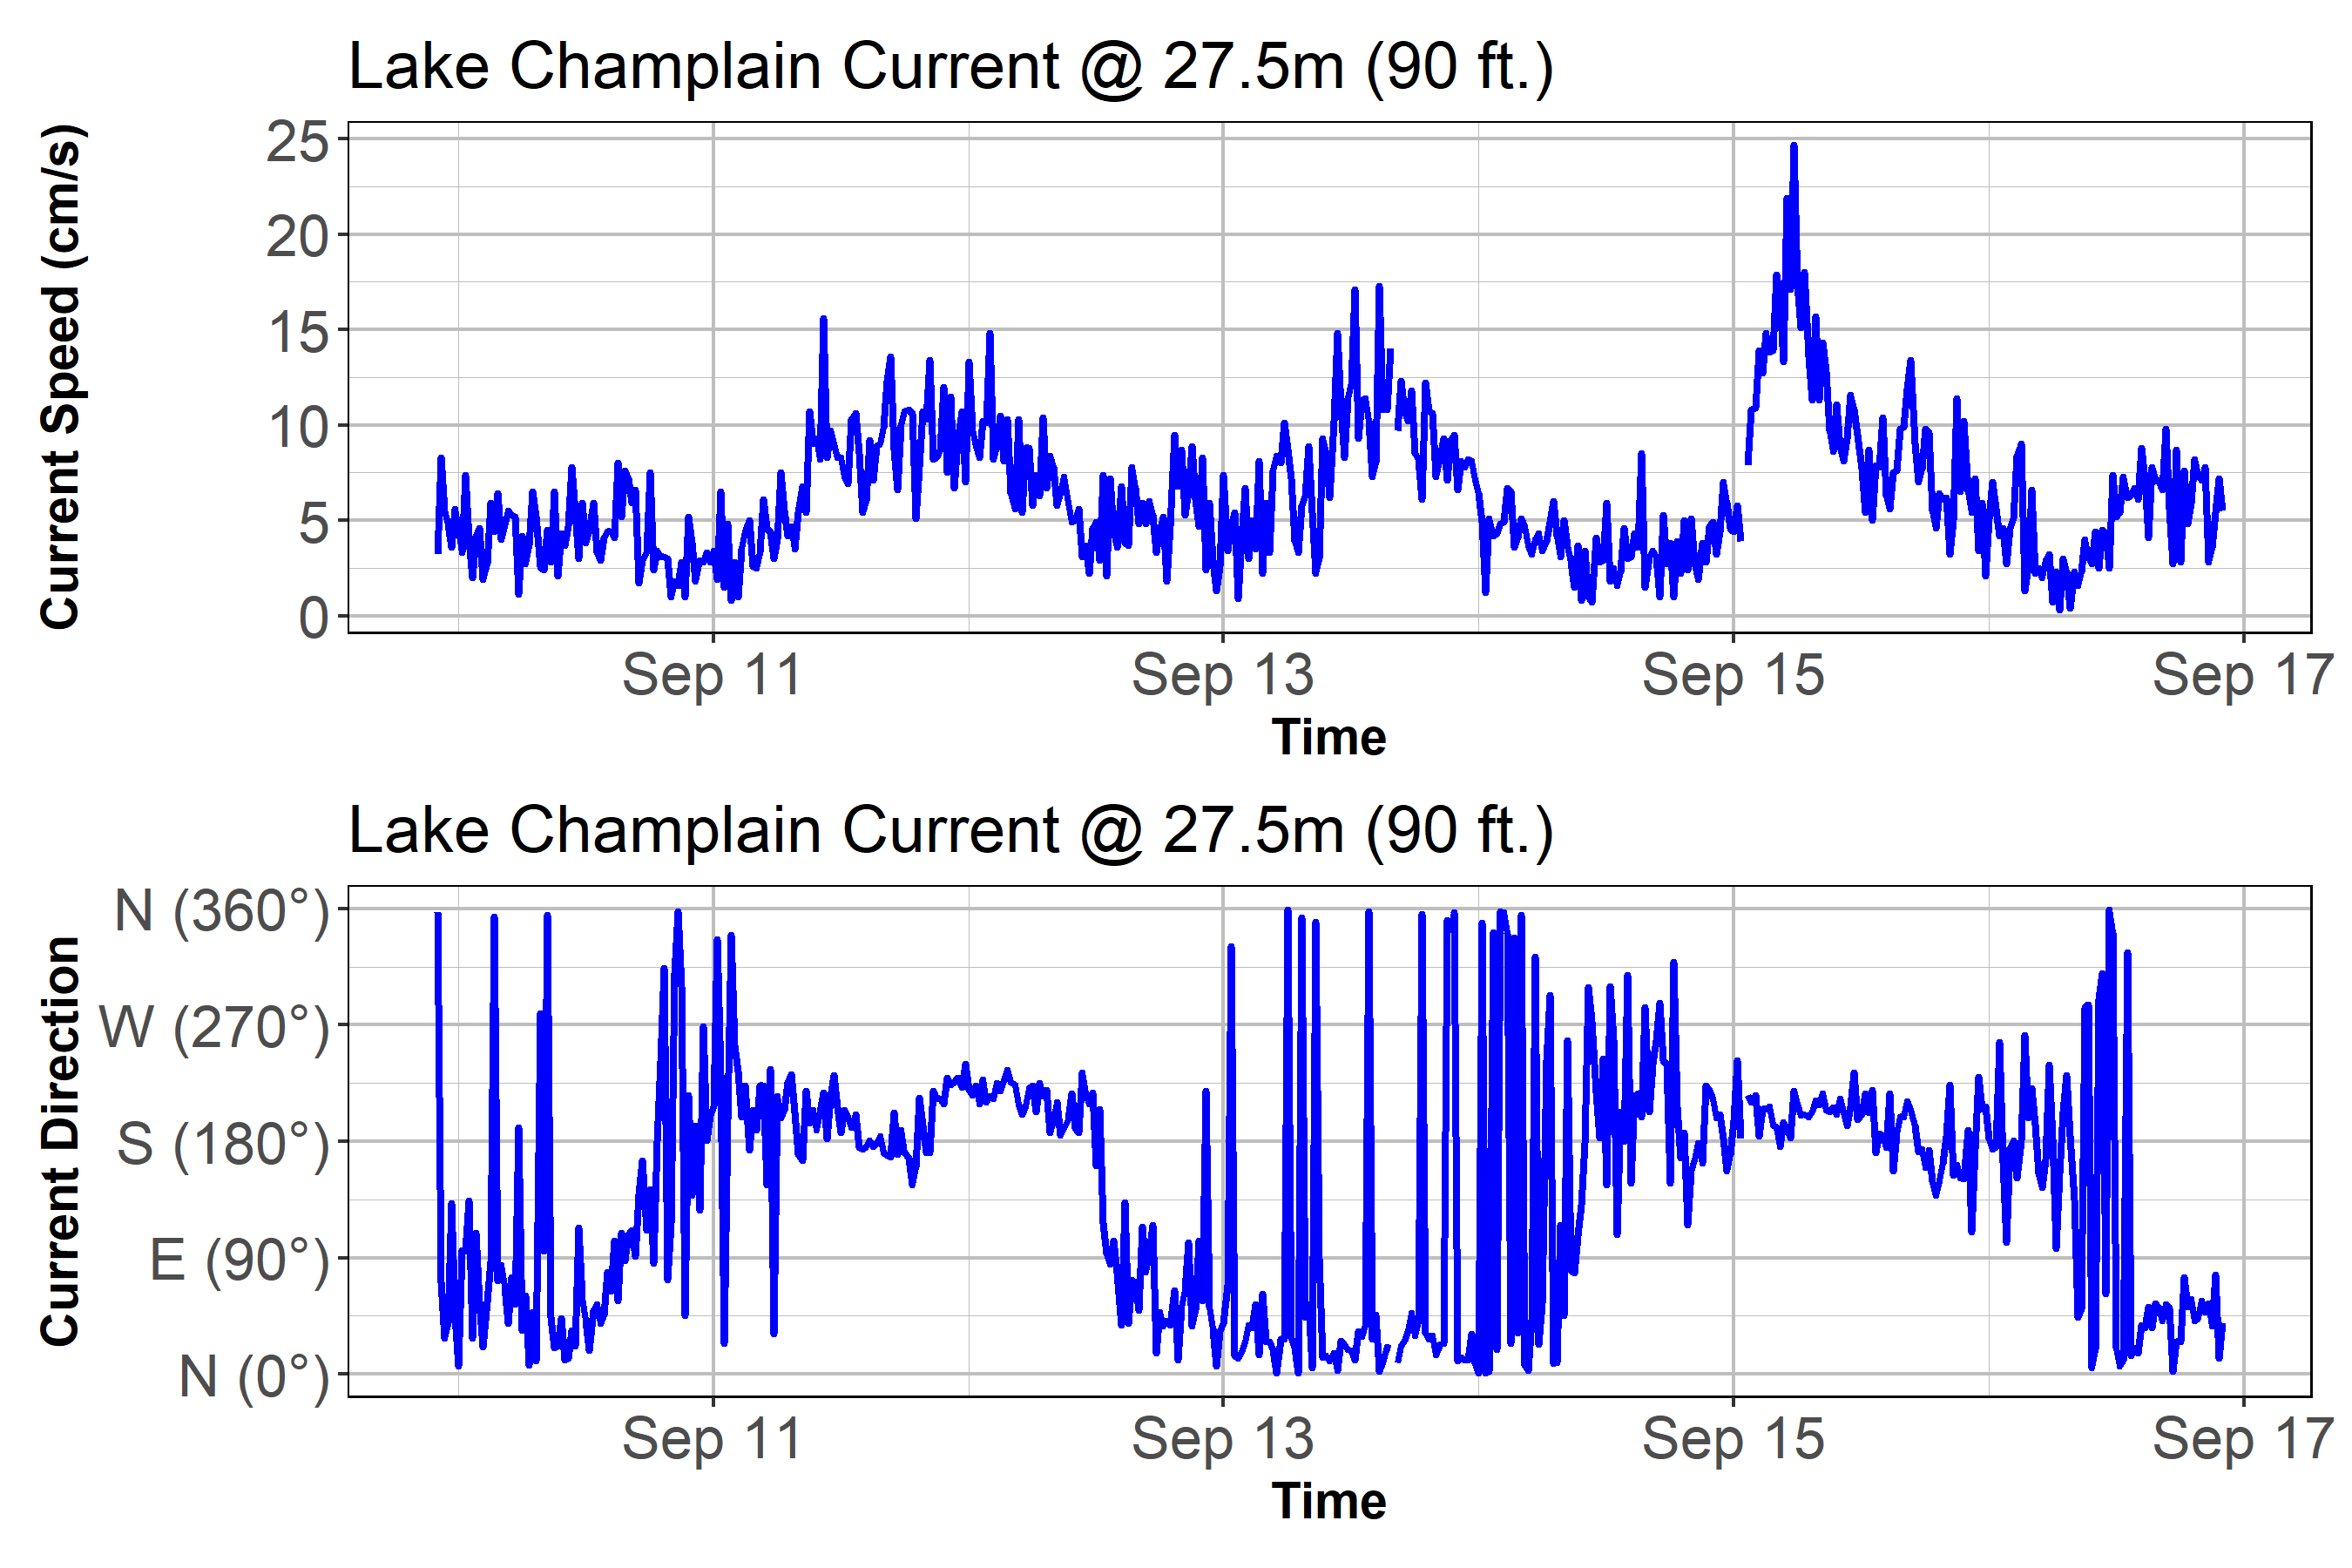 Lake Champlain Current @ 27.5m (90 ft.)
Current Speed (cm/s)
25
20
15
10
5
0
Sep 11 Sep 13 Sep 15 Sep 17
Time
Lake Champlain Current @ 27.5m (90 ft.)
Current Direction
N (360°)
W (270°)
S (180°)
E (90°)
N (0°)
Sep 11 Sep 13 Sep 15 Sep 17
Time